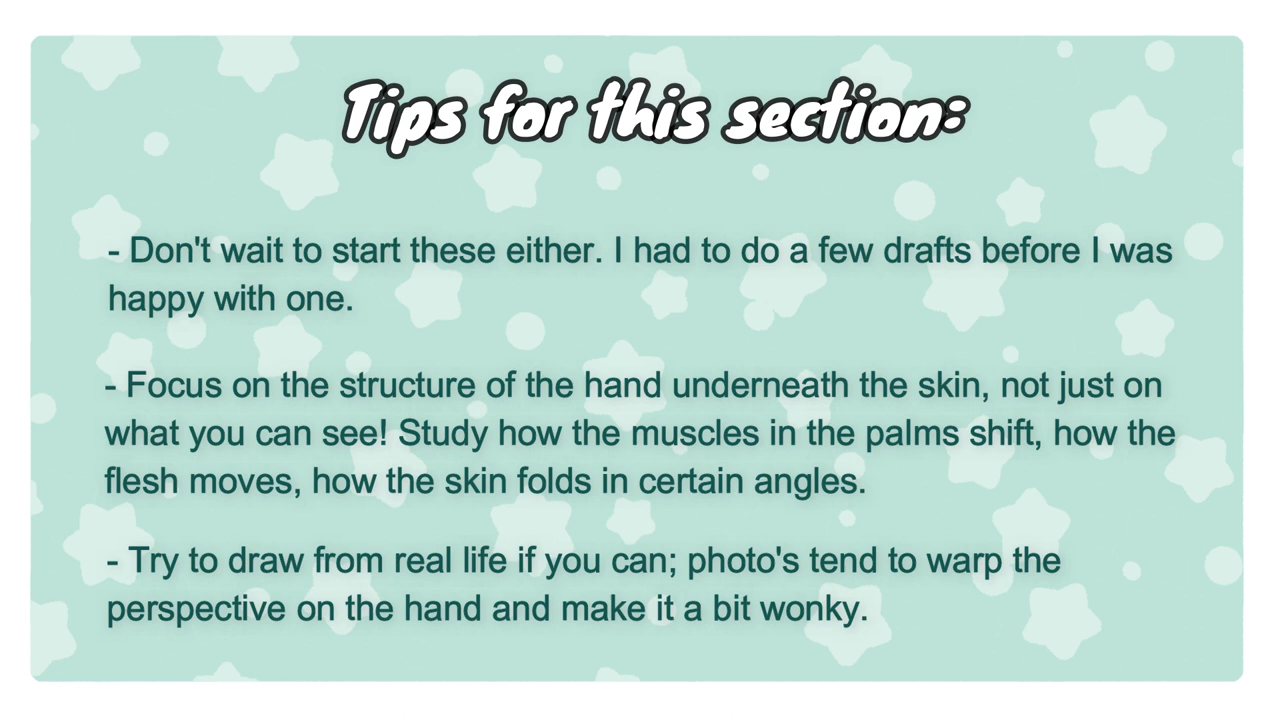 Tips for this section:
- Don't wait to start these either. I had to do a few drafts before I was
happy with one.
- Focus on the structure of the hand underneath the skin, not just on
what you can see! Study how the muscles in the palms shift, how the
flesh moves, how the skin folds in certain angles.
- Try to draw from real life if you can; photo's tend to warp the
perspective on the hand and make it a bit wonky.